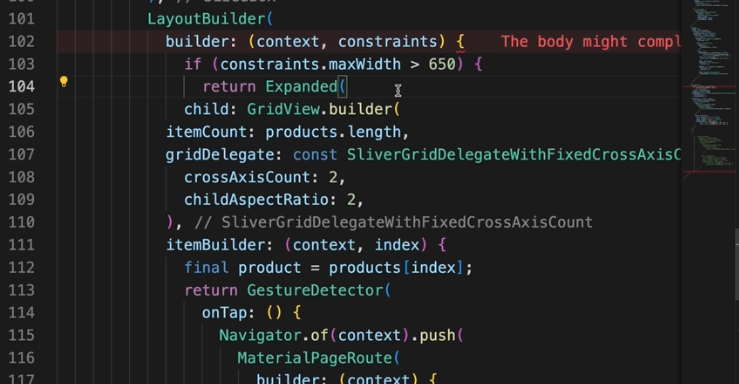 101 LayoutBuilder(
102 builder: (context, constraints) { The body might compl
103 if (constraints.maxWidth > 650) {
104 return Expanded(
105 child: GridView.builder(
106 itemCount: products.length,
107 gridDelegate: const SliverGridDelegateWithFixedCrossAxisC
108 crossAxisCount: 2,
109 childAspectRatio: 2,
110 ), // SliverGridDelegateWithFixedCrossAxisCount
111 itemBuilder: (context, index) {
112 final product = products[index];
113 return GestureDetector(
114 onTap: () {
115 Navigator.of(context).push(
116 MaterialPageRoute(
117 builder: (context) {